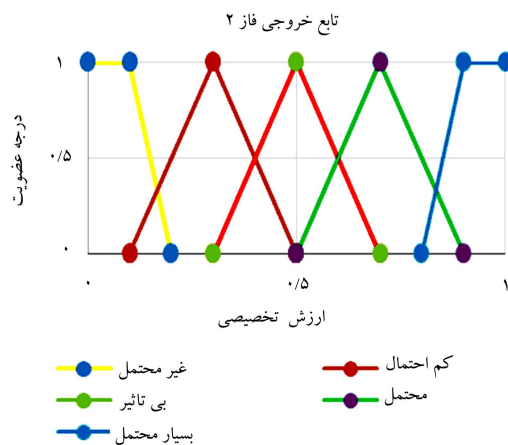 تابع خروجی فاز ۲
درجه عضویت
۱
۰/۵
۰
۰ ۰/۵ ۱
ارزش تخصیصی
کم احتمال غیر محتمل
محتمل بی تاثیر
بسیار محتمل